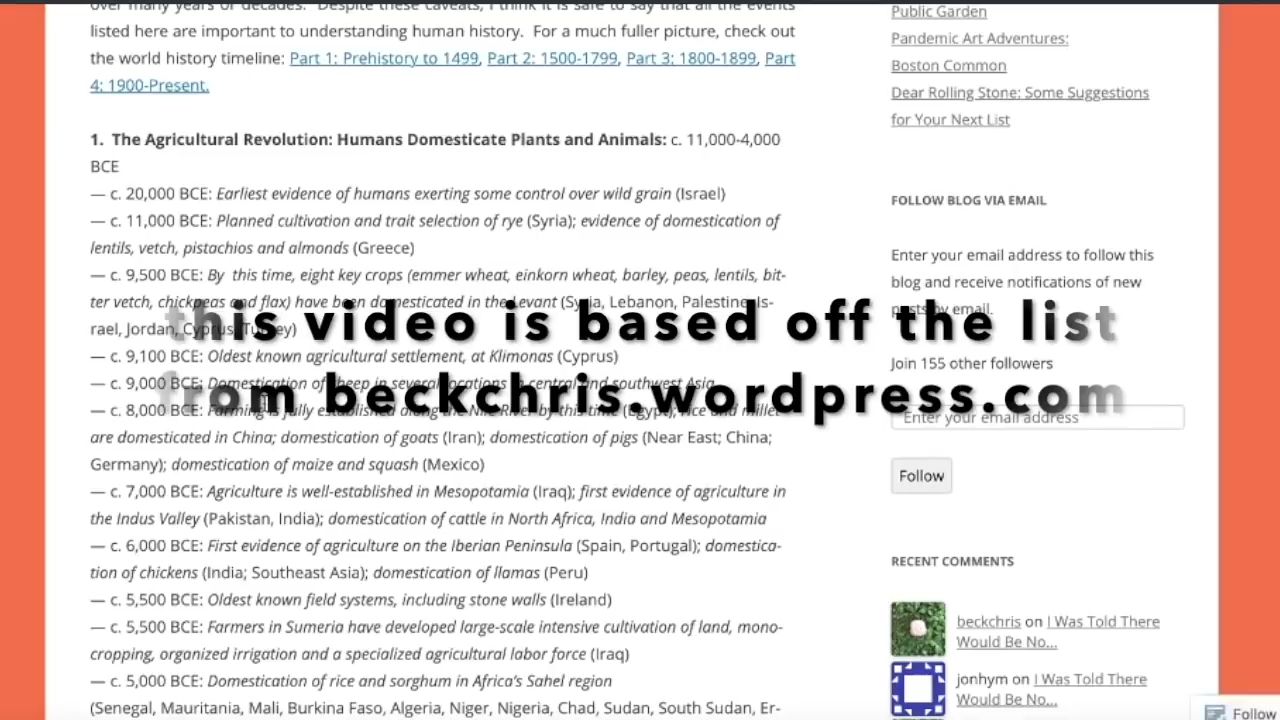 over many years or decades. Despite these caveats, I think it is safe to say that all the events
listed here are important to understanding human history. For a much fuller picture, check out
the world history timeline: Part 1: Prehistory to 1499, Part 2: 1500-1799, Part 3: 1800-1899, Part
4: 1900-Present.
1. The Agricultural Revolution: Humans Domesticate Plants and Animals: c. 11,000-4,000
BCE
— c. 20,000 BCE: Earliest evidence of humans exerting some control over wild grain (Israel)
— c. 11,000 BCE: Planned cultivation and trait selection of rye (Syria); evidence of domestication of
lentils, vetch, pistachios and almonds (Greece)
— c. 9,500 BCE: By this time, eight key crops (emmer wheat, einkorn wheat, barley, peas, lentils, bit-
ter vetch, chickpeas and flax) have been domesticated in the Levant (Syria, Lebanon, Palestine, Is-
rael, Jordan, Cyprus, Turkey)
— c. 9,100 BCE: Oldest known agricultural settlement, at Klimonas (Cyprus)
— c. 9,000 BCE: Domestication of sheep in several locations in central and southwest Asia
— c. 8,000 BCE: Farming is fully established along the Nile River by this time (Egypt); rice and millet
are domesticated in China; domestication of goats (Iran); domestication of pigs (Near East; China;
Germany); domestication of maize and squash (Mexico)
— c. 7,000 BCE: Agriculture is well-established in Mesopotamia (Iraq); first evidence of agriculture in
the Indus Valley (Pakistan, India); domestication of cattle in North Africa, India and Mesopotamia
— c. 6,000 BCE: First evidence of agriculture on the Iberian Peninsula (Spain, Portugal); domestica-
tion of chickens (India; Southeast Asia); domestication of llamas (Peru)
— c. 5,500 BCE: Oldest known field systems, including stone walls (Ireland)
— c. 5,500 BCE: Farmers in Sumeria have developed large-scale intensive cultivation of land, mono-
cropping, organized irrigation and a specialized agricultural labor force (Iraq)
— c. 5,000 BCE: Domestication of rice and sorghum in Africa's Sahel region
(Senegal, Mauritania, Mali, Burkina Faso, Algeria, Niger, Nigeria, Chad, Sudan, South Sudan, Er-
this video is based off the list
from beckchris.wordpress.com
Public Garden
Pandemic Art Adventures:
Boston Common
Dear Rolling Stone: Some Suggestions
for Your Next List
FOLLOW BLOG VIA EMAIL
Enter your email address to follow this
blog and receive notifications of new
posts by email.
Join 155 other followers
Enter your email address
Follow
RECENT COMMENTS
beckchris on I Was Told There
Would Be No...
jonhym on I Was Told There
Would Be No...
Follow